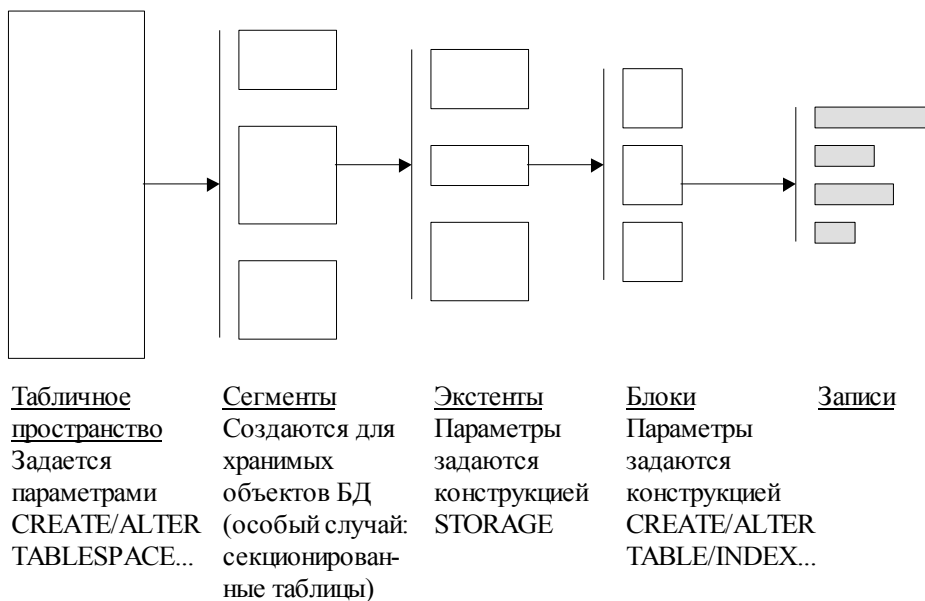 Табличное
пространство
Задается
параметрами
CREATE/ALTER
TABLESPACE...
Сегменты
Создаются для
хранимых
объектов БД
(особый случай:
секционирован-
ные таблицы)
Экстенты
Параметры
задаются
конструкцией
STORAGE
Блоки
Параметры
задаются
конструкцией
CREATE/ALTER
TABLE/INDEX...
Записи